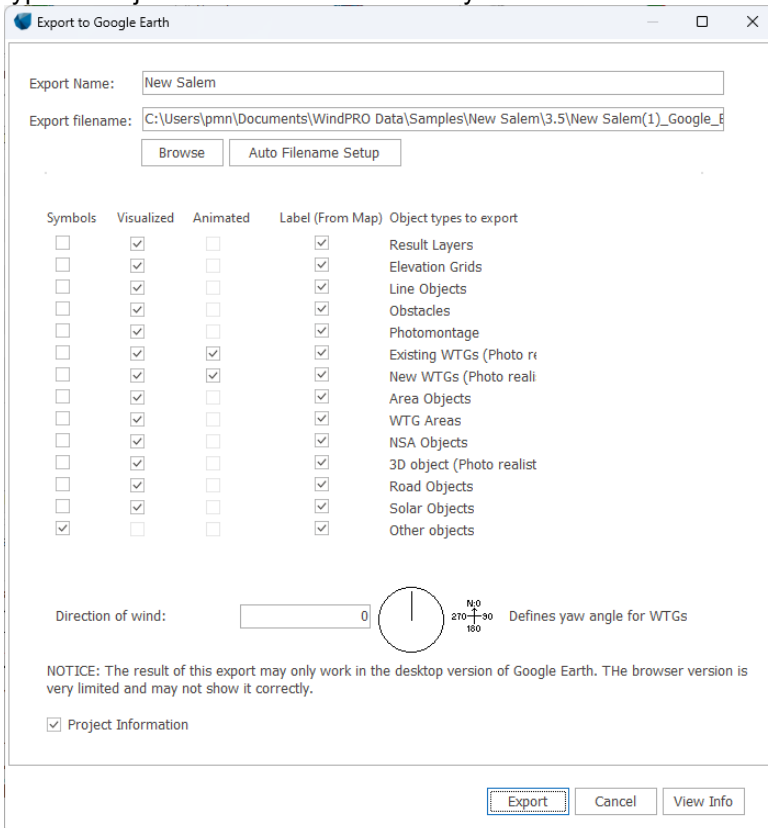 Export to Google Earth
Export Name: New Salem
Export filename: C:\Users\pmn\Documents\WindPRO Data\Samples\New Salem\3.5\New Salem(1)_Google_E
Browse Auto Filename Setup
Symbols Visualized Animated Label (From Map) Object types to export
Result Layers
Elevation Grids
Line Objects
Obstacles
Photomontage
Existing WTGs (Photo re
New WTGs (Photo reali
Area Objects
WTG Areas
NSA Objects
3D object (Photo realist
Road Objects
Solar Objects
Other objects
N:0
Direction of wind: 0 270 90 Defines yaw angle for WTGs
180
NOTICE: The result of this export may only work in the desktop version of Google Earth. THe browser version is
very limited and may not show it correctly.
Project Information
Export Cancel View Info